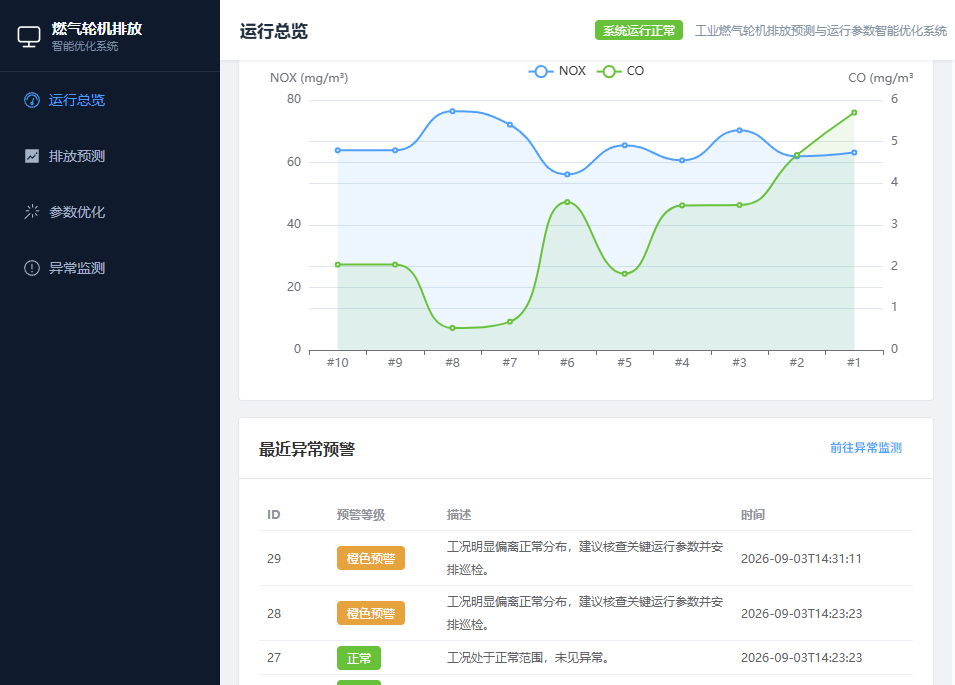 燃气轮机排放
智能优化系统
运行总览
排放预测
参数优化
异常监测
运行总览
系统运行正常
工业燃气轮机排放预测与运行参数智能优化系统
NOX (mg/m³)
NOX
CO
CO (mg/m³
80
60
40
20
0
6
5
4
3
2
1
0
#10 #9 #8 #7 #6 #5 #4 #3 #2 #1
最近异常预警
前往异常监测
ID 预警等级 描述 时间
29 橙色预警 工况明显偏离正常分布，建议核查关键运行参数并安 2026-09-03T14:31:11
排巡检。
28 橙色预警 工况明显偏离正常分布，建议核查关键运行参数并安 2026-09-03T14:23:23
排巡检。
27 正常 工况处于正常范围，未见异常。 2026-09-03T14:23:23